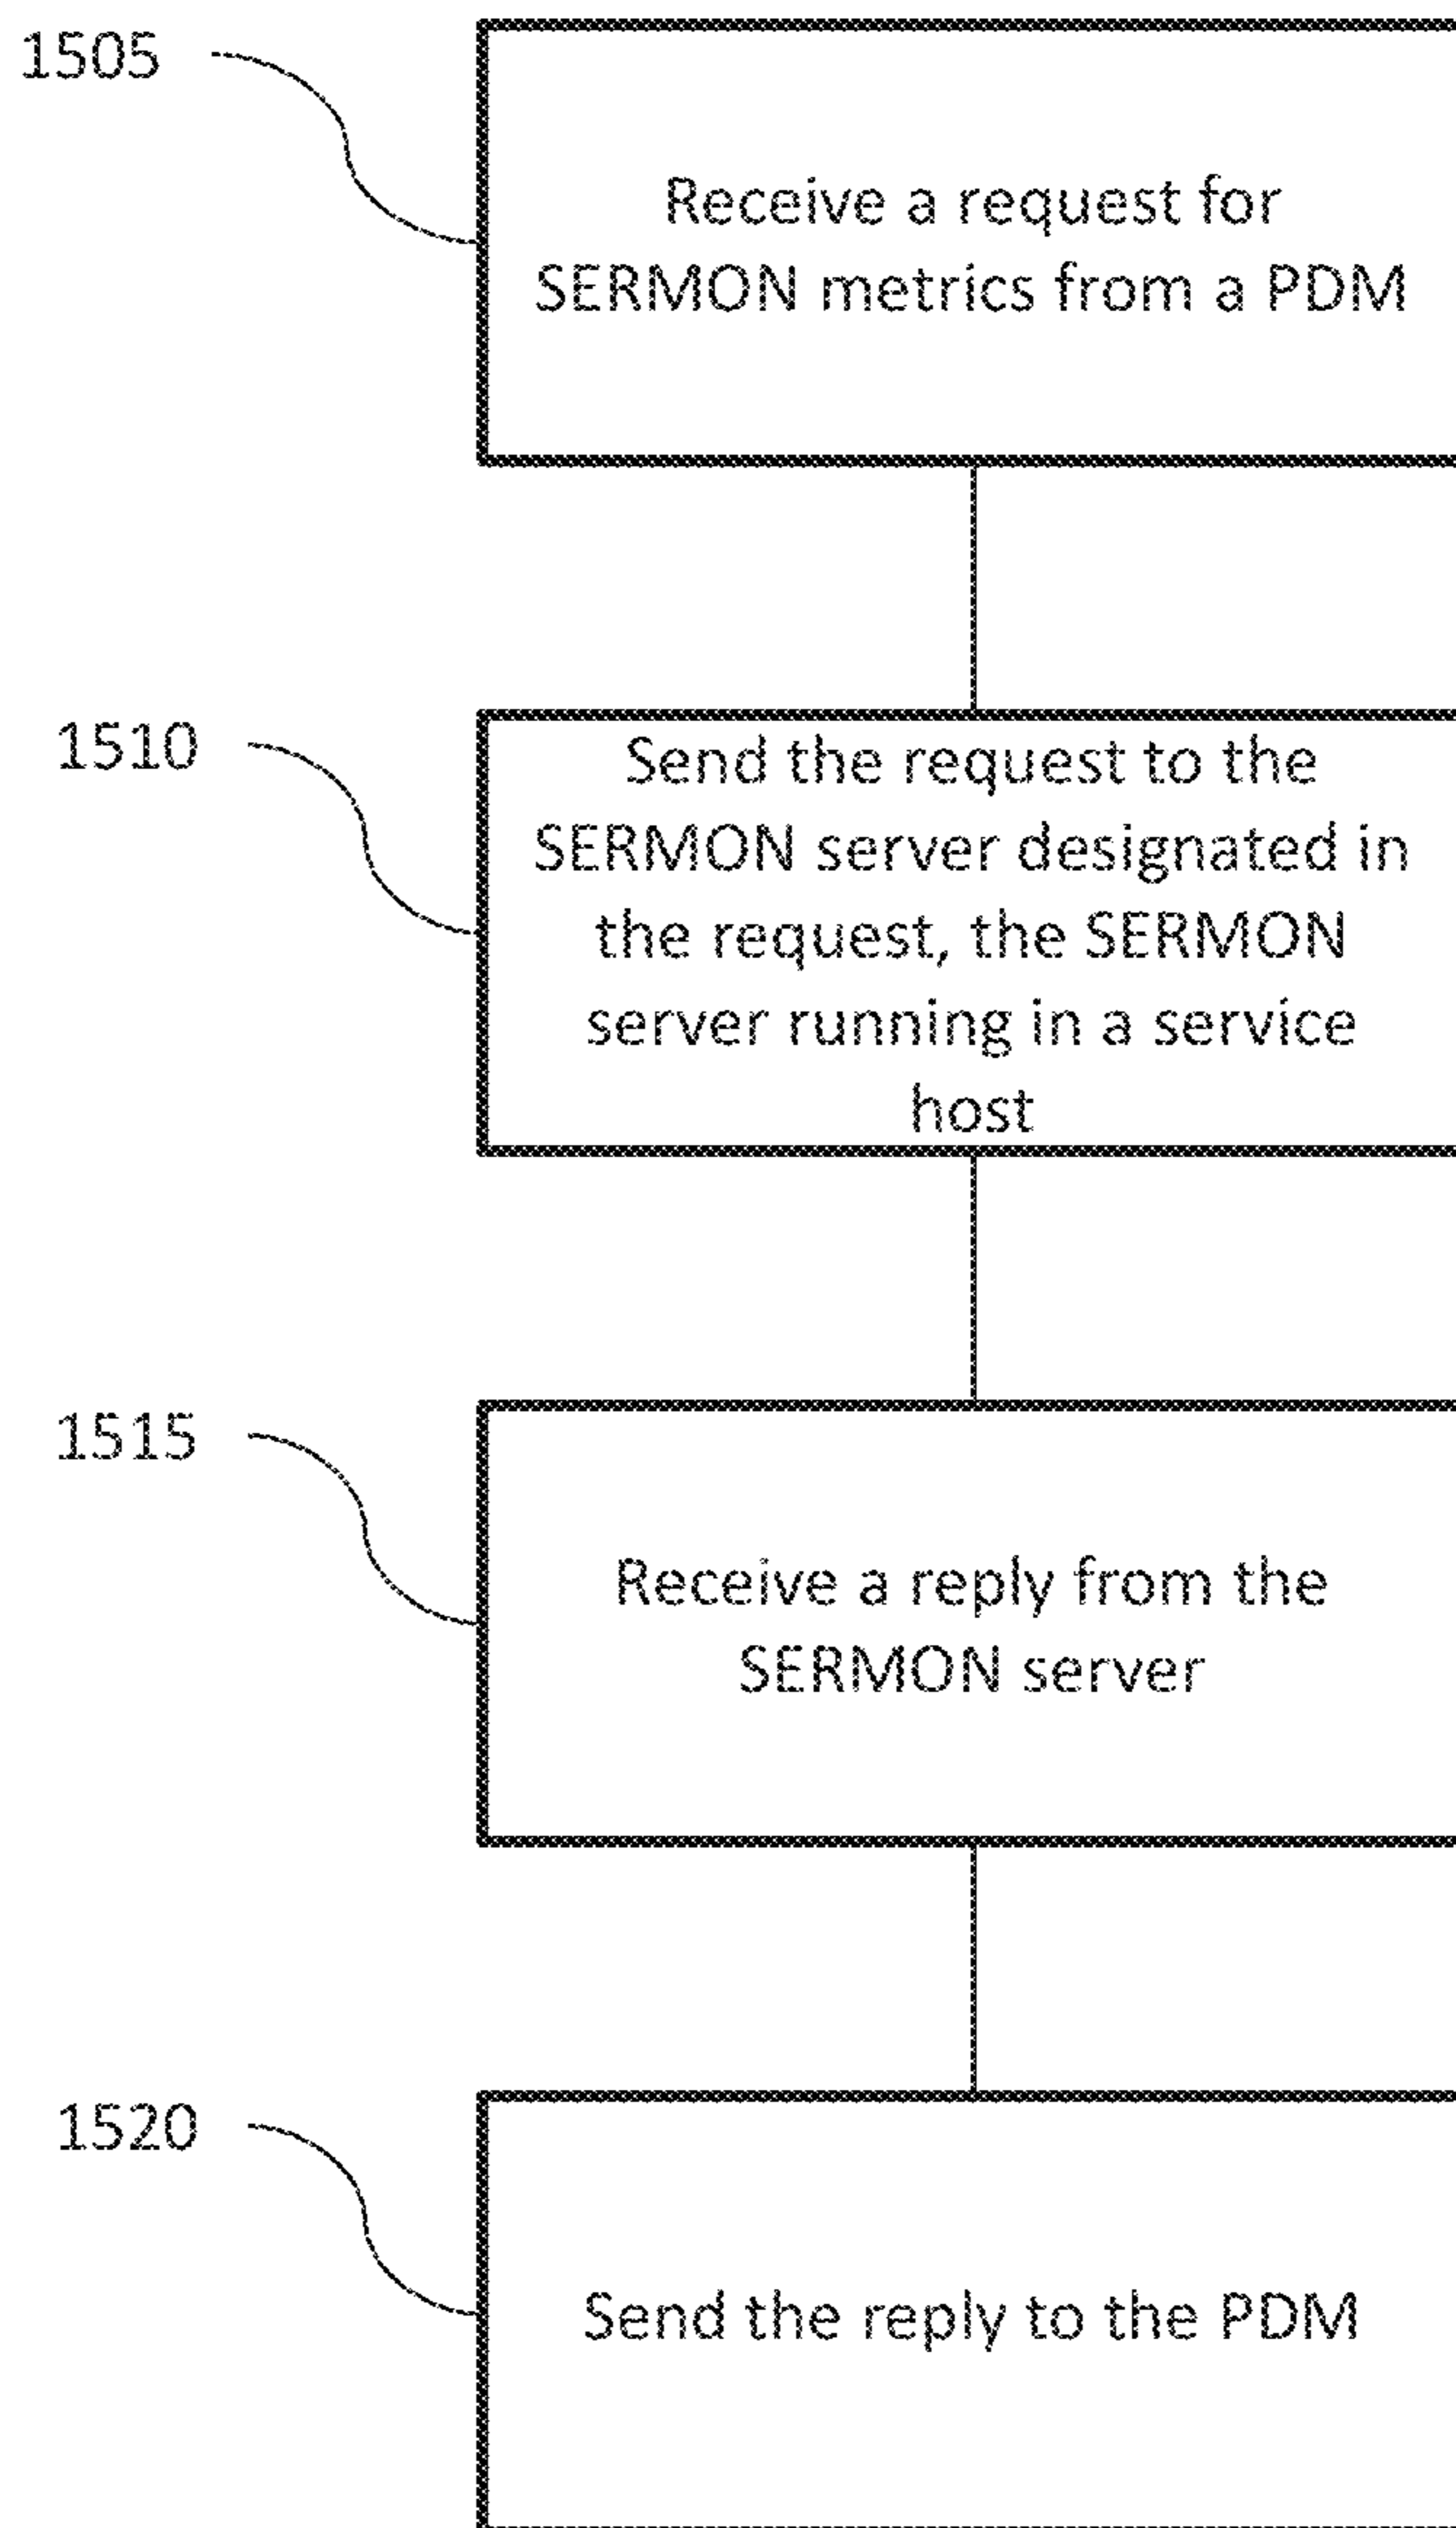 1505
Receive a request for
SERMON metrics from a PDM
1510
Send the request to the
SERMON server designated in
the request, the SERMON
server running in a service
host
1515
Receive a reply from the
SERMON server
1520
Send the reply to the PDM